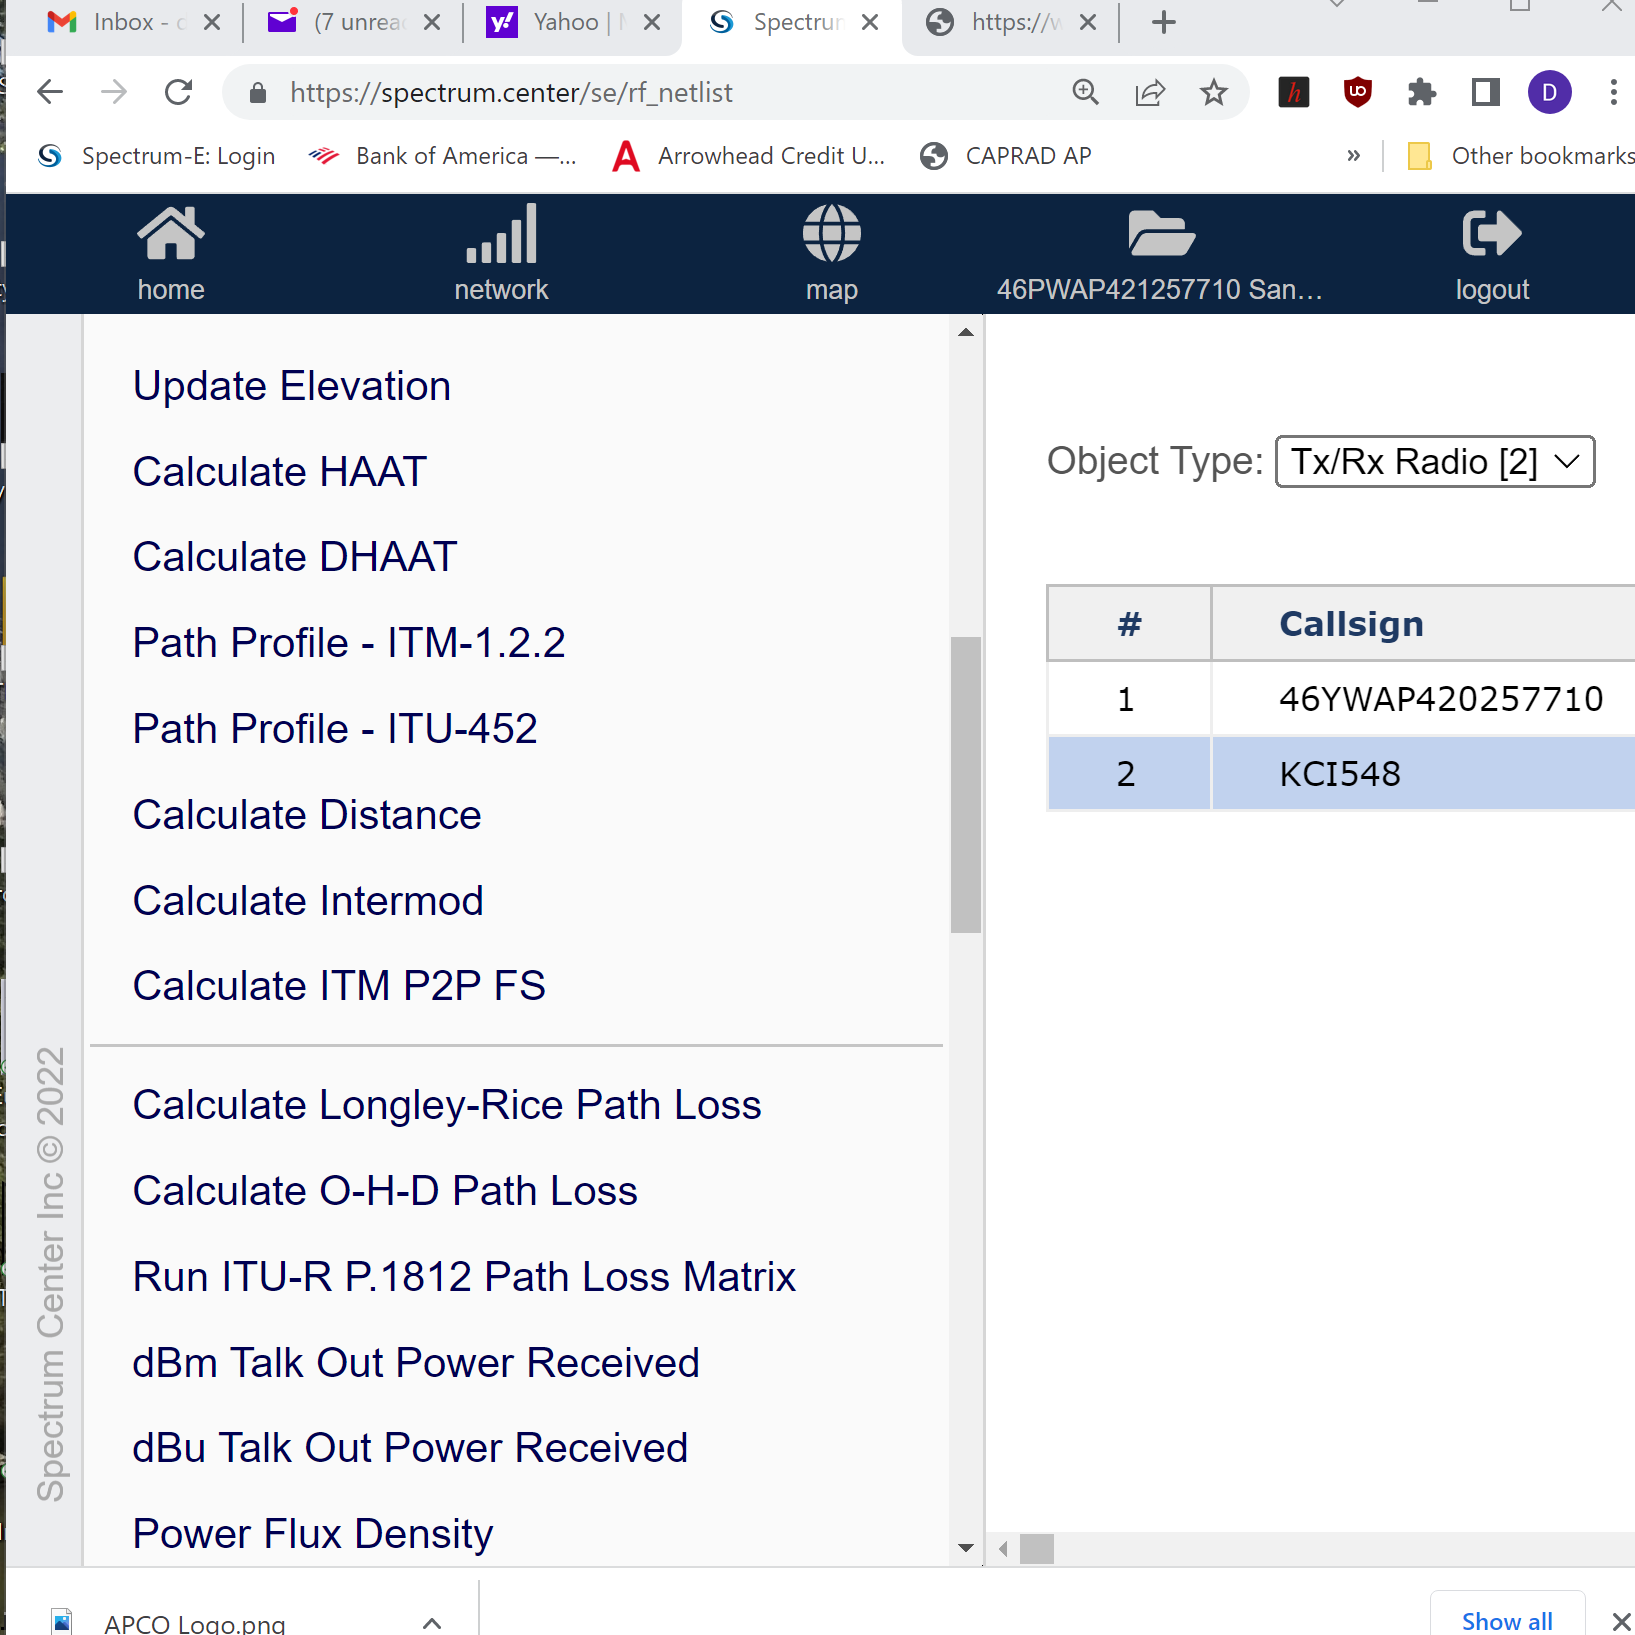 Inbox -
(7 unrea
Yahoo |
Spectrum
https://w
https://spectrum.center/se/rf_netlist
D
Spectrum-E: Login
Bank of America —...
Arrowhead Credit U...
CAPRAD AP
»
Other bookmarks
home
network
map
46PWAP421257710 San...
logout
Update Elevation
Calculate HAAT
Calculate DHAAT
Path Profile - ITM-1.2.2
Path Profile - ITU-452
Calculate Distance
Calculate Intermod
Calculate ITM P2P FS
Calculate Longley-Rice Path Loss
Calculate O-H-D Path Loss
Run ITU-R P.1812 Path Loss Matrix
dBm Talk Out Power Received
dBu Talk Out Power Received
Power Flux Density
Spectrum Center Inc © 2022
Object Type: Tx/Rx Radio [2]
# Callsign
1 46YWAP420257710
2 KCI548
APCO Logo.png
Show all